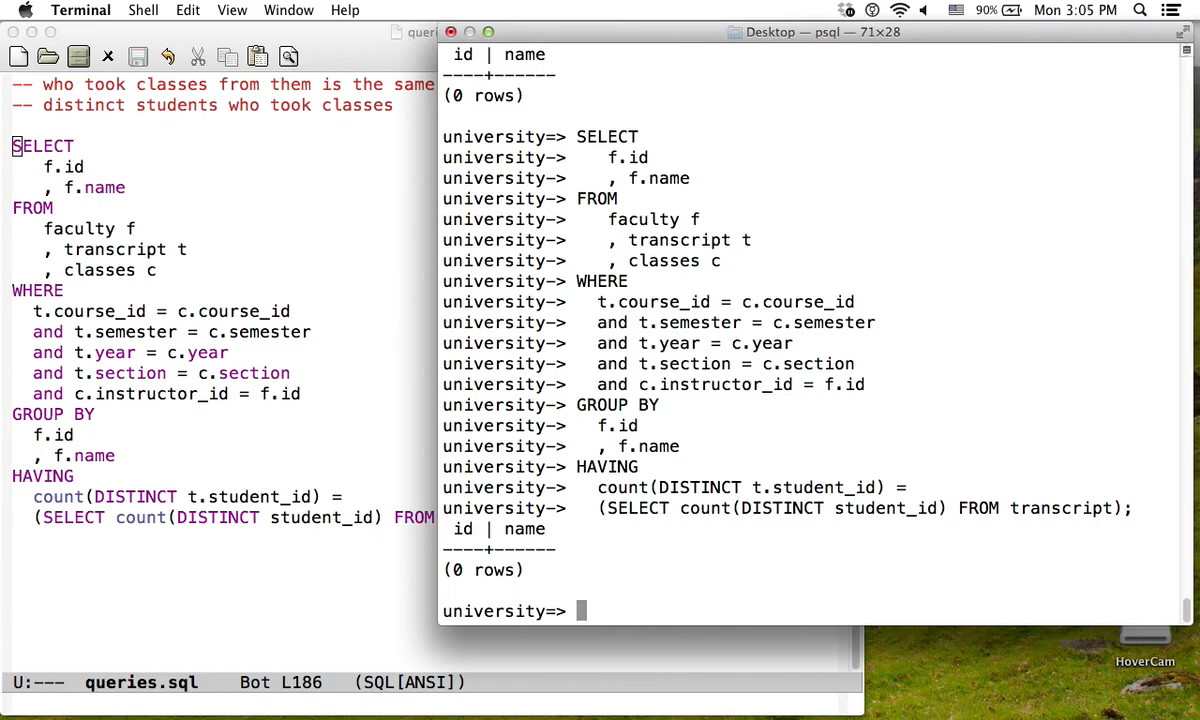 Terminal Shell Edit View Window Help 90% Mon 3:05 PM
queri
-- who took classes from them is the same
-- distinct students who took classes
SELECT
f.id
, f.name
FROM
faculty f
, transcript t
, classes c
WHERE
t.course_id = c.course_id
and t.semester = c.semester
and t.year = c.year
and t.section = c.section
and c.instructor_id = f.id
GROUP BY
f.id
, f.name
HAVING
count(DISTINCT t.student_id) =
(SELECT count(DISTINCT student_id) FROM
U:--- queries.sql Bot L186 (SQL[ANSI])
Desktop — psql — 71×28
id | name
----+------
(0 rows)
university=> SELECT
university-> f.id
university-> , f.name
university-> FROM
university-> faculty f
university-> , transcript t
university-> , classes c
university-> WHERE
university-> t.course_id = c.course_id
university-> and t.semester = c.semester
university-> and t.year = c.year
university-> and t.section = c.section
university-> and c.instructor_id = f.id
university-> GROUP BY
university-> f.id
university-> , f.name
university-> HAVING
university-> count(DISTINCT t.student_id) =
university-> (SELECT count(DISTINCT student_id) FROM transcript);
id | name
----+------
(0 rows)
university=>
HoverCam